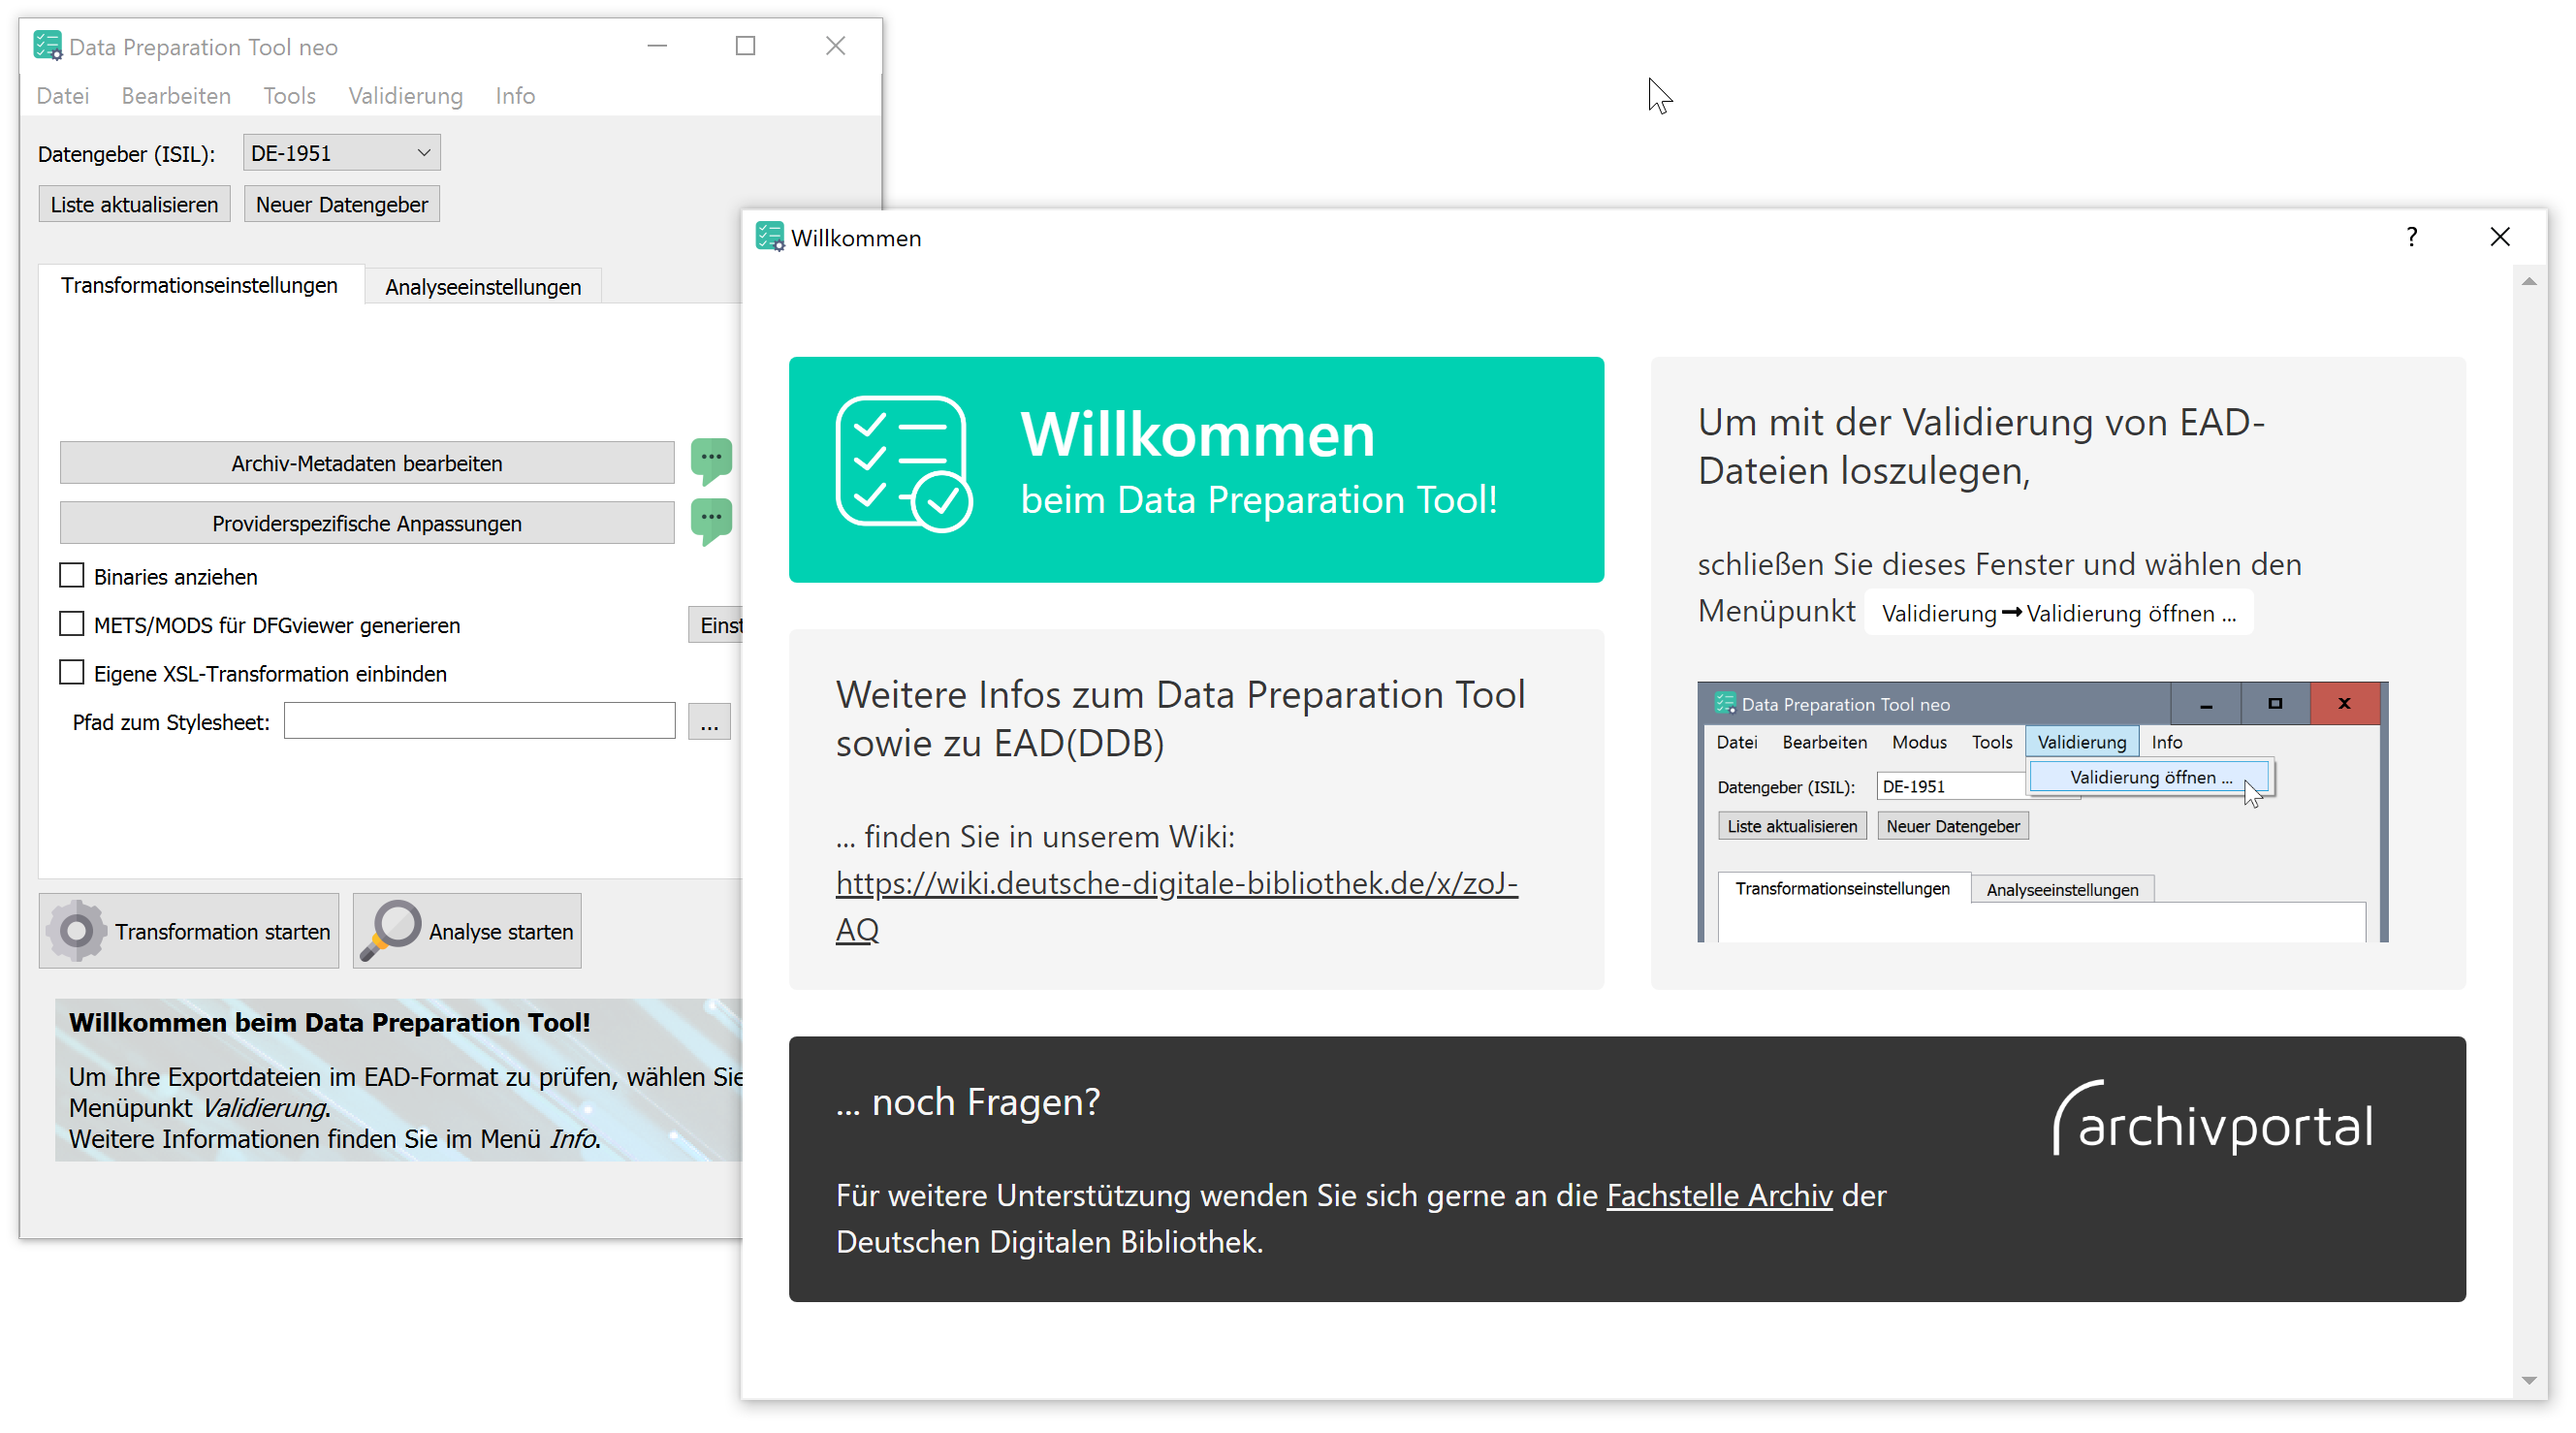 Data Preparation Tool neo
Datei Bearbeiten Tools Validierung Info
Datengeber (ISIL): DE-1951
Liste aktualisieren Neuer Datengeber
Transformationseinstellungen Analyseeinstellungen
Archiv-Metadaten bearbeiten
Providerspezifische Anpassungen
Binaries anziehen
METS/MODS für DFGviewer generieren
Eigene XSL-Transformation einbinden
Pfad zum Stylesheet: ...
Transformation starten Analyse starten
Willkommen beim Data Preparation Tool!
Um Ihre Exportdateien im EAD-Format zu prüfen, wählen Sie
Menüpunkt Validierung.
Weitere Informationen finden Sie im Menü Info.
Willkommen ?
Willkommen
beim Data Preparation Tool!
Weitere Infos zum Data Preparation Tool
sowie zu EAD(DDB)
... finden Sie in unserem Wiki:
https://wiki.deutsche-digitale-bibliothek.de/x/zoJ-
AQ
Um mit der Validierung von EAD-
Dateien loszulegen,
schließen Sie dieses Fenster und wählen den
Menüpunkt Validierung➞Validierung öffnen ...
Data Preparation Tool neo
Datei Bearbeiten Modus Tools Validierung Info
Validierung öffnen ...
Datengeber (ISIL): DE-1951
Liste aktualisieren Neuer Datengeber
Transformationseinstellungen Analyseeinstellungen
... noch Fragen?
Für weitere Unterstützung wenden Sie sich gerne an die Fachstelle Archiv der
Deutschen Digitalen Bibliothek.
archivportal